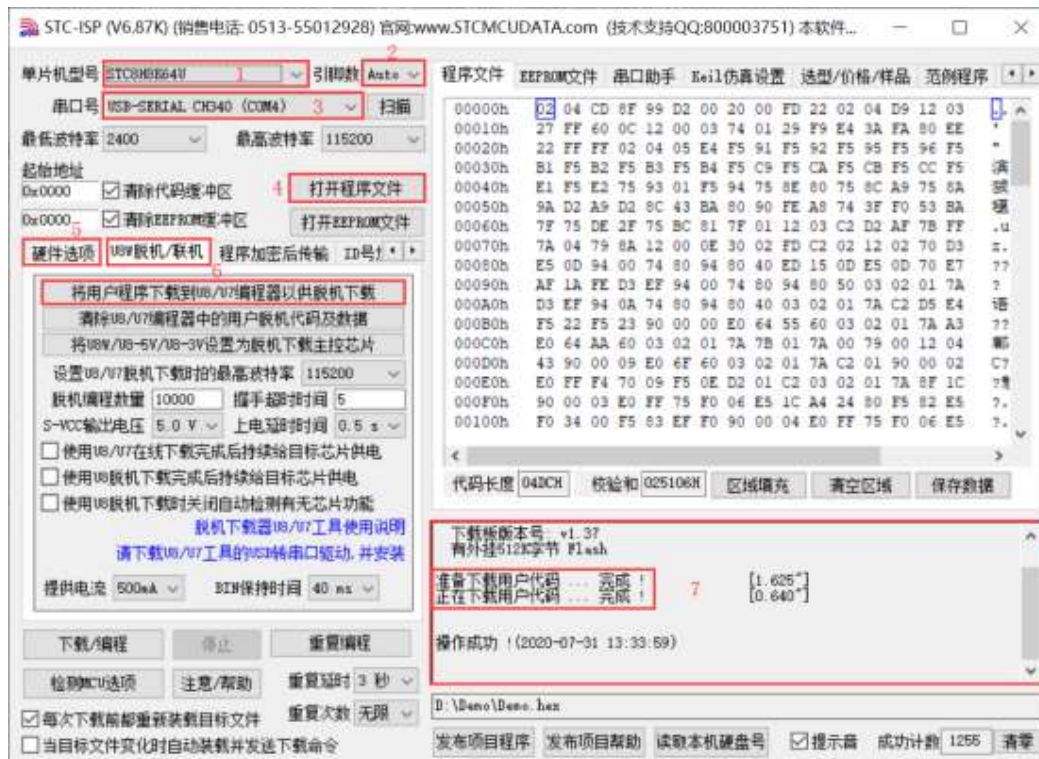 STC-ISP (V6.87K) (销售电话: 0513-55012928) 官网:www.STCMCUDATA.com (技术支持QQ:800003751) 本软件...
单片机型号 STC8H8K64U 1 引脚数 Auto 2
串口号 USB-SERIAL CH340 (COM4) 3 扫描
最低波特率 2400 最高波特率 115200
起始地址
0x0000 清除代码缓冲区 4 打开程序文件
0x0000 清除EEPROM缓冲区 打开EEPROM文件
5
硬件选项 U8W脱机/联机 程序加密后传输
6
将用户程序下载到U8/U7编程器以供脱机下载
清除U8/U7编程器中的用户脱机代码及数据
将U8W/U8-5V/U8-3V设置为脱机下载主控芯片
设置U8/U7脱机下载时的最高波特率 115200
脱机编程数量 10000 握手超时时间 5
S-VCC输出电压 5.0 V 上电延时时间 0.5 s
使用U8/U7在线下载完成后持续给目标芯片供电
使用U8脱机下载完成后持续给目标芯片供电
使用U8脱机下载时关闭自动检测有无芯片功能
脱机下载器U8/U7工具使用说明
请下载U8/U7工具的USB转串口驱动,并安装
提供电流 500mA BIN保持时间 40 ms
下载/编程 停止 重复编程
检测MCU选项 注意/帮助 重复延时 3 秒
每次下载前都重新装载目标文件 重复次数 无限
当目标文件变化时自动装载并发送下载命令
程序文件 EEPROM文件 串口助手 Keil仿真设置 选型/价格/样品 范例程序
00000h 02 04 CD 8F 99 D2 00 20 00 FD 22 02 04 D9 12 03
00010h 27 FF 60 0C 12 00 03 74 01 29 F9 E4 3A FA 80 EE
00020h 22 FF FF 02 04 05 E4 F5 91 F5 92 F5 95 F5 96 F5
00030h B1 F5 B2 F5 B3 F5 B4 F5 C9 F5 CA F5 CB F5 CC F5
00040h E1 F5 E2 75 93 01 F5 94 75 8E 80 75 8C A9 75 8A
00050h 9A D2 A9 D2 8C 43 BA 80 90 FE A8 74 3F F0 53 BA
00060h 7F 75 DE 2F 75 BC 81 7F 01 12 03 C2 D2 AF 7B FF
00070h 7A 04 79 8A 12 00 0E 30 02 FD C2 02 12 02 70 D3
00080h E5 0D 94 00 74 80 94 80 40 ED 15 0D E5 0D 70 E7
00090h AF 1A FE D3 EF 94 00 74 80 94 80 50 03 02 01 7A
000A0h D3 EF 94 0A 74 80 94 80 40 03 02 01 7A C2 D5 E4
000B0h F5 22 F5 23 90 00 00 E0 64 55 60 03 02 01 7A A3
000C0h E0 64 AA 60 03 02 01 7A 7B 01 7A 00 79 00 12 04
000D0h 43 90 00 09 E0 6F 60 03 02 01 7A C2 01 90 00 02
000E0h E0 FF F4 70 09 F5 0E D2 01 C2 03 02 01 7A 8F 1C
000F0h 90 00 03 E0 FF 75 F0 06 E5 1C A4 24 80 F5 82 E5
00100h F0 34 00 F5 83 EF F0 90 00 04 E0 FF 75 F0 06 E5
代码长度 04DCH 校验和 025106H 区域填充 清空区域 保存数据
下载板版本号: v1.37
有外挂512K字节 Flash
准备下载用户代码 ... 完成 ! [1.625"]
正在下载用户代码 ... 完成 ! [0.640"]
7
操作成功 !(2020-07-31 13:33:59)
D:\Demo\Demo.hex
发布项目程序 发布项目帮助 读取本机硬盘号 提示音 成功计数 1255 清零